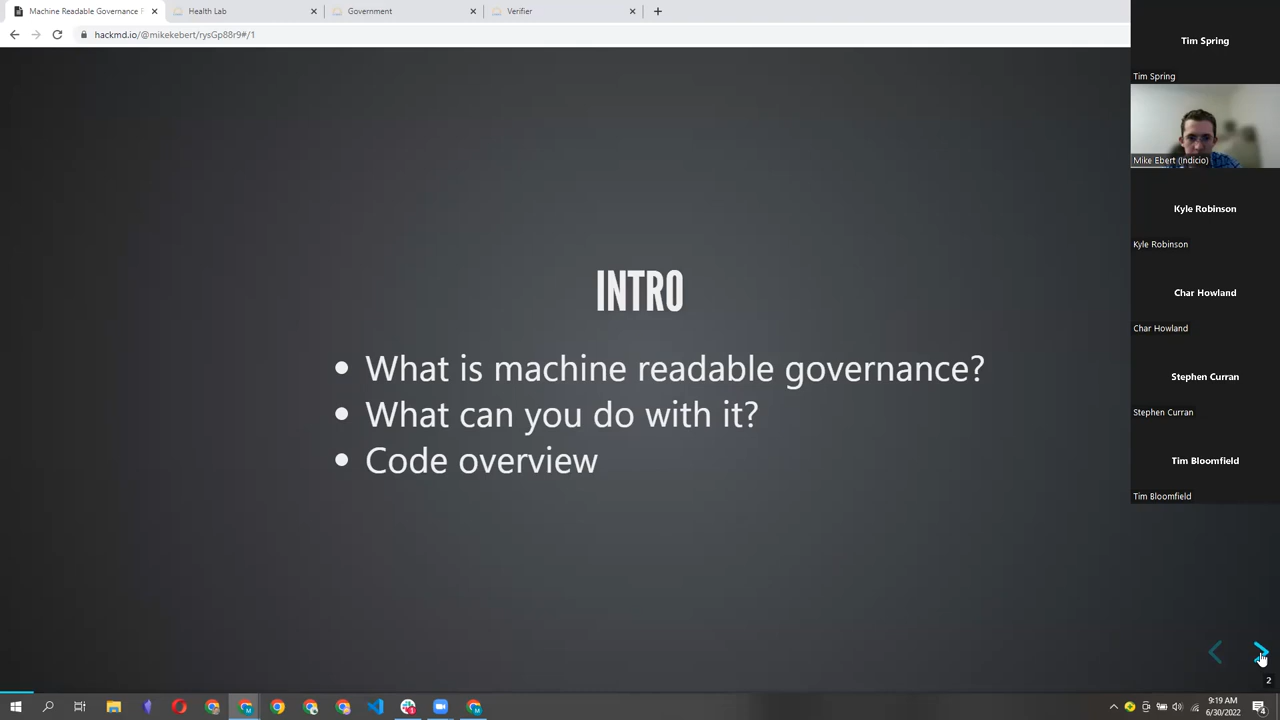 Machine Readable Governance F
Health Lab
Government
Verifier
hackmd.io/@mikekebert/rysGp88r9#/1
Tim Spring
Tim Spring
Mike Ebert (Indicio)
Kyle Robinson
Kyle Robinson
Char Howland
Char Howland
Stephen Curran
Stephen Curran
Tim Bloomfield
Tim Bloomfield
INTRO
What is machine readable governance?
What can you do with it?
Code overview
2
9:19 AM
6/30/2022
4